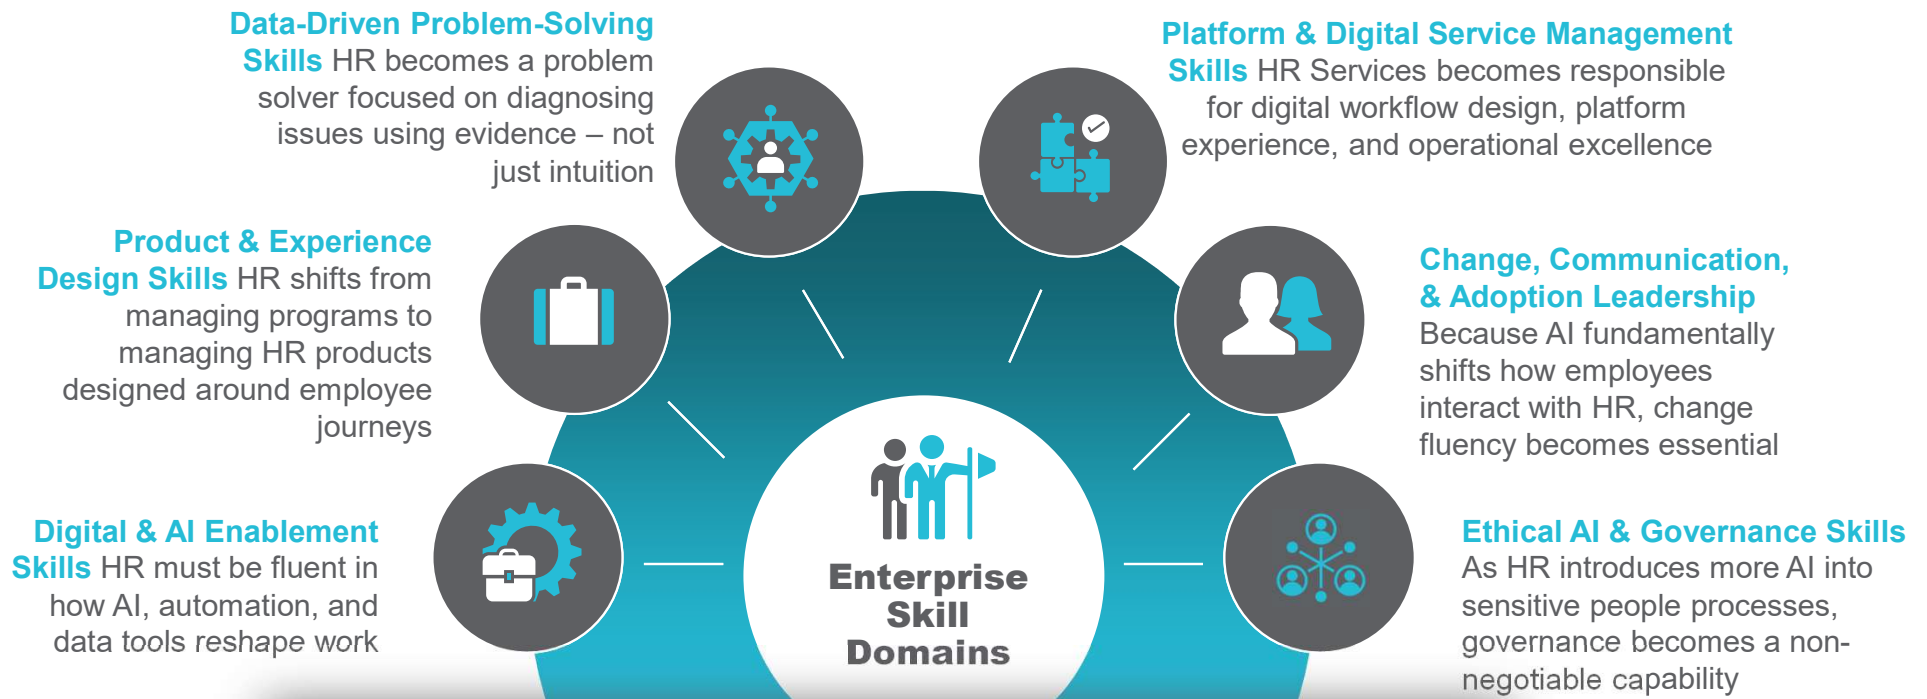 Data-Driven Problem-Solving
Skills HR becomes a problem
solver focused on diagnosing
issues using evidence – not
just intuition
Platform & Digital Service Management
Skills HR Services becomes responsible
for digital workflow design, platform
experience, and operational excellence
Product & Experience
Design Skills HR shifts from
managing programs to
managing HR products
designed around employee
journeys
Change, Communication,
& Adoption Leadership
Because AI fundamentally
shifts how employees
interact with HR, change
fluency becomes essential
Digital & AI Enablement
Skills HR must be fluent in
how AI, automation, and
data tools reshape work
Enterprise
Skill
Domains
Ethical AI & Governance Skills
As HR introduces more AI into
sensitive people processes,
governance becomes a non-
negotiable capability